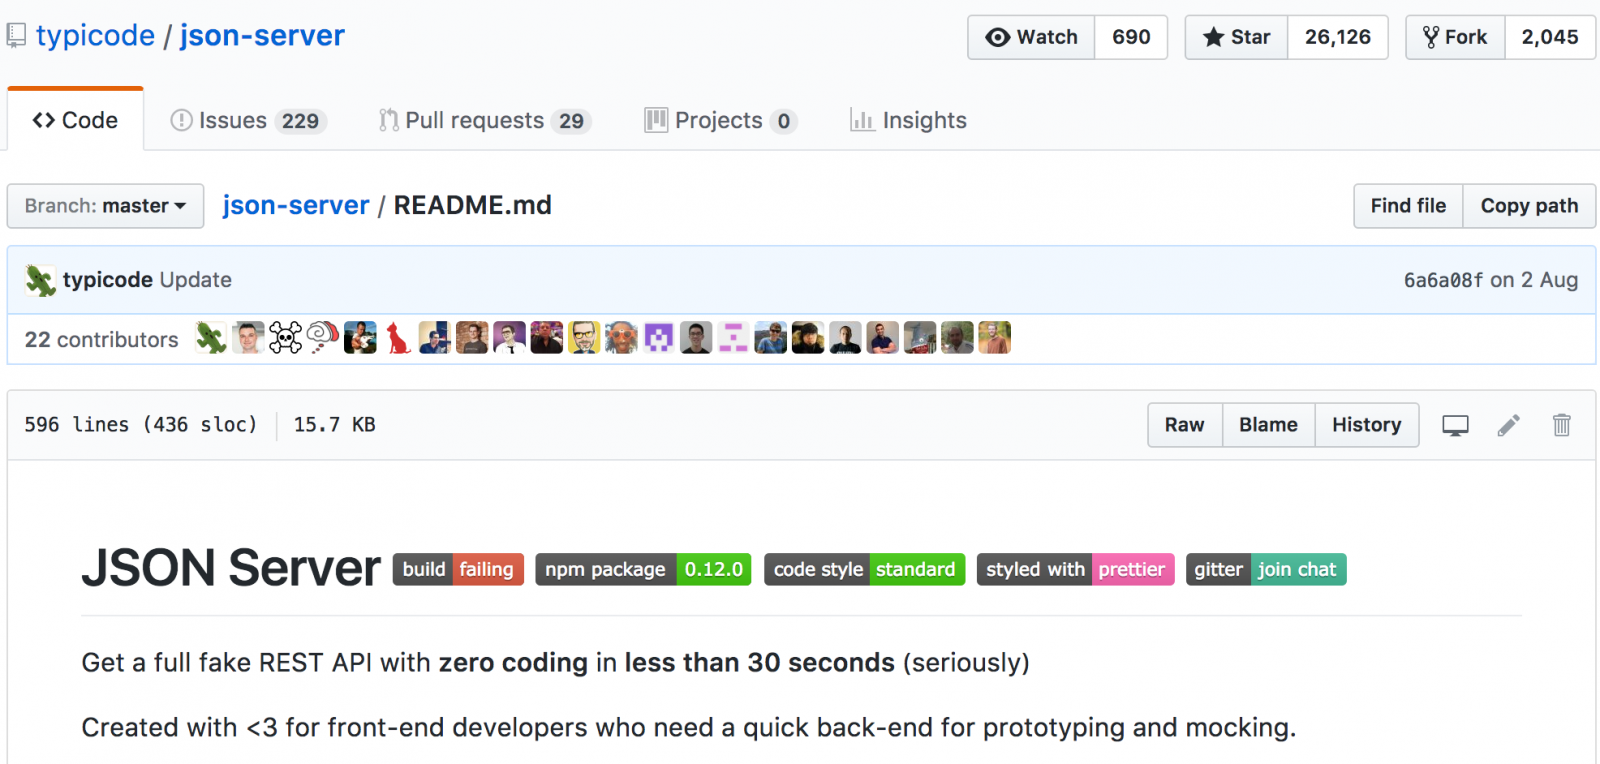 typicode / json-server Watch 690 Star 26,126 Fork 2,045
Code Issues 229 Pull requests 29 Projects 0 Insights
Branch: master json-server / README.md Find file Copy path
typicode Update 6a6a08f on 2 Aug
22 contributors
596 lines (436 sloc) 15.7 KB Raw Blame History
JSON Server build failing npm package 0.12.0 code style standard styled with prettier gitter join chat
Get a full fake REST API with zero coding in less than 30 seconds (seriously)
Created with <3 for front-end developers who need a quick back-end for prototyping and mocking.